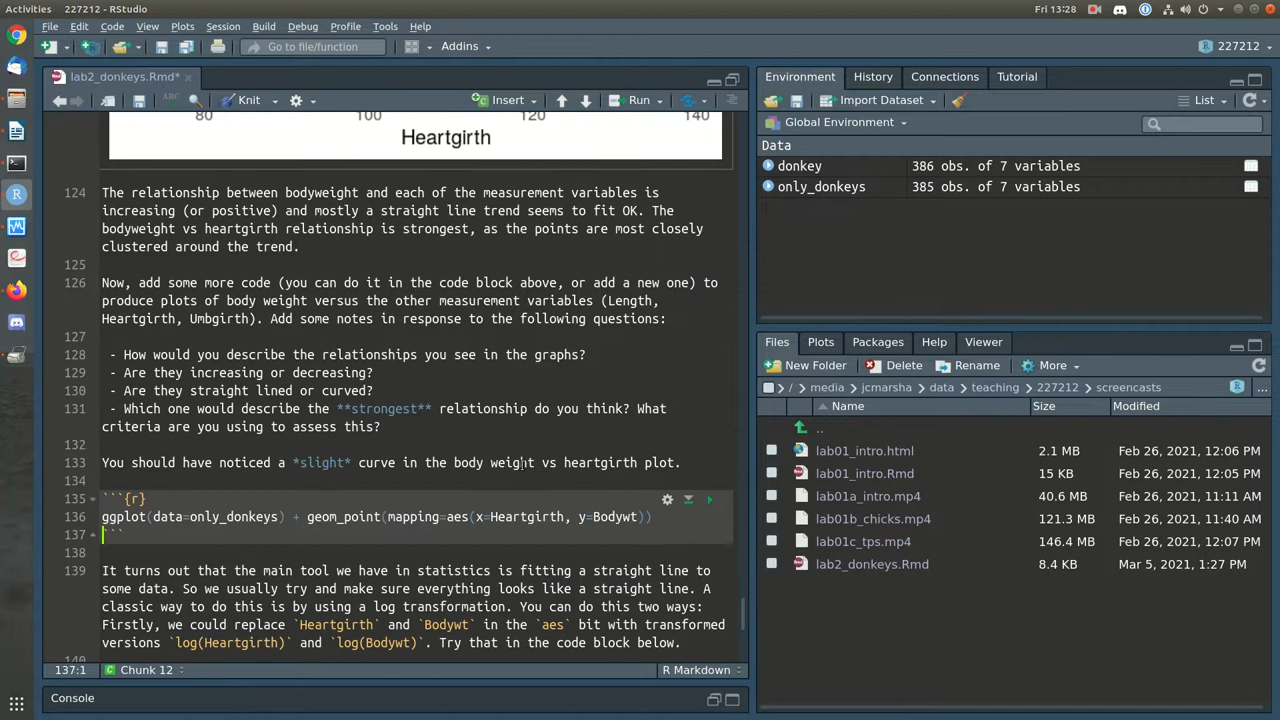 Activities
227212 - RStudio
Fri 13:28
File Edit Code View Plots Session Build Debug Profile Tools Help
Go to file/function
Addins
227212
lab2_donkeys.Rmd*
Knit
Insert
Run
80 100 120 140
Heartgirth
124 The relationship between bodyweight and each of the measurement variables is
increasing (or positive) and mostly a straight line trend seems to fit OK. The
bodyweight vs heartgirth relationship is strongest, as the points are most closely
clustered around the trend.
125
126 Now, add some more code (you can do it in the code block above, or add a new one) to
produce plots of body weight versus the other measurement variables (Length,
Heartgirth, Umbgirth). Add some notes in response to the following questions:
127
128 - How would you describe the relationships you see in the graphs?
129 - Are they increasing or decreasing?
130 - Are they straight lined or curved?
131 - Which one would describe the **strongest** relationship do you think? What
criteria are you using to assess this?
132
133 You should have noticed a *slight* curve in the body weight vs heartgirth plot.
134
135 ```{r}
136 ggplot(data=only_donkeys) + geom_point(mapping=aes(x=Heartgirth, y=Bodywt))
137 ```
138
139 It turns out that the main tool we have in statistics is fitting a straight line to
some data. So we usually try and make sure everything looks like a straight line. A
classic way to do this is by using a log transformation. You can do this two ways:
Firstly, we could replace `Heartgirth` and `Bodywt` in the `aes` bit with transformed
versions `log(Heartgirth)` and `log(Bodywt)`. Try that in the code block below.
140
137:1 Chunk 12 R Markdown
Console
Environment History Connections Tutorial
Import Dataset List
Global Environment
Data
donkey 386 obs. of 7 variables
only_donkeys 385 obs. of 7 variables
Files Plots Packages Help Viewer
New Folder Delete Rename More
/ media jcmarsha data teaching 227212 screencasts ...
Name Size Modified
..
lab01_intro.html 2.1 MB Feb 26, 2021, 12:06 PM
lab01_intro.Rmd 15 KB Feb 26, 2021, 12:07 PM
lab01a_intro.mp4 40.6 MB Feb 26, 2021, 11:11 AM
lab01b_chicks.mp4 121.3 MB Feb 26, 2021, 11:40 AM
lab01c_tps.mp4 146.4 MB Feb 26, 2021, 12:07 PM
lab2_donkeys.Rmd 8.4 KB Mar 5, 2021, 1:27 PM